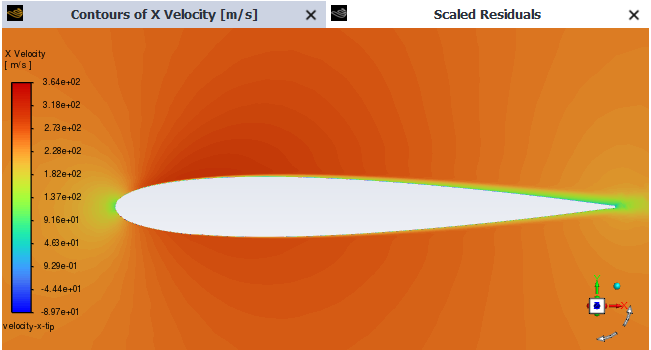 Contours of X Velocity [m/s]
Scaled Residuals
X Velocity
[ m/s ]
3.64e+02
3.18e+02
2.73e+02
2.28e+02
1.82e+02
1.37e+02
9.16e+01
4.63e+01
9.29e-01
-4.44e+01
-8.97e+01
velocity-x-tip
X